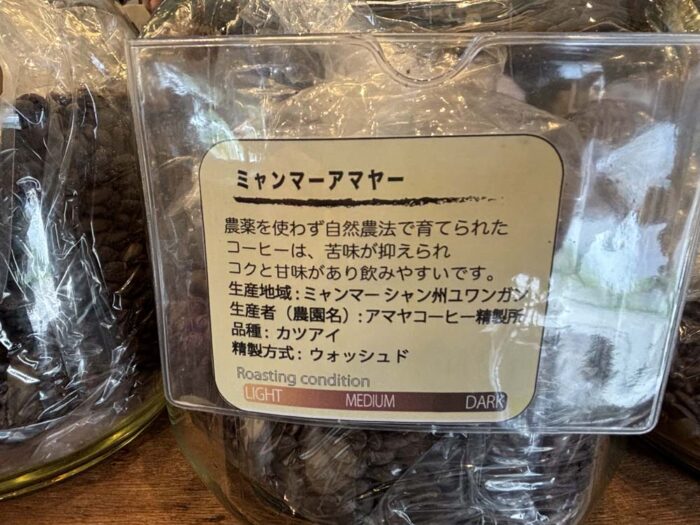 ミャンマーアマヤー
農薬を使わず自然農法で育てられた
コーヒーは、苦味が抑えられ
コクと甘味があり飲みやすいです。
生産地域：ミャンマー シャン州ユワンガン
生産者（農園名）：アマヤコーヒー精製所
品種：カツアイ
精製方式：ウォッシュド
Roasting condition
LIGHT MEDIUM DARK